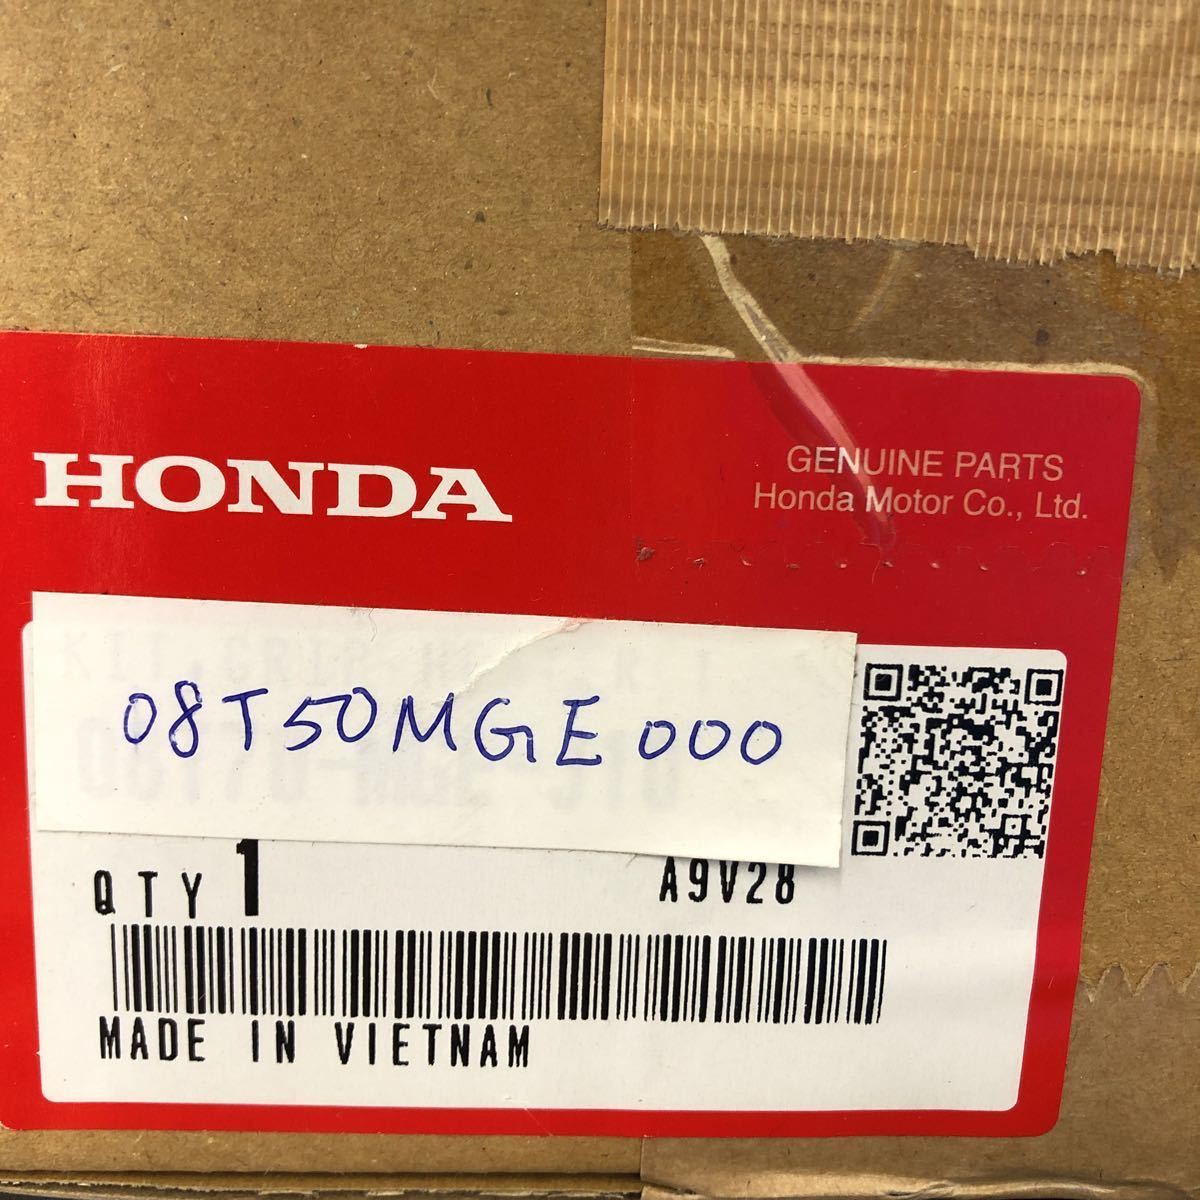 HONDA
GENUINE PARTS
Honda Motor Co., Ltd.
08T50MGE000
QTY 1
A9V28
MADE IN VIETNAM